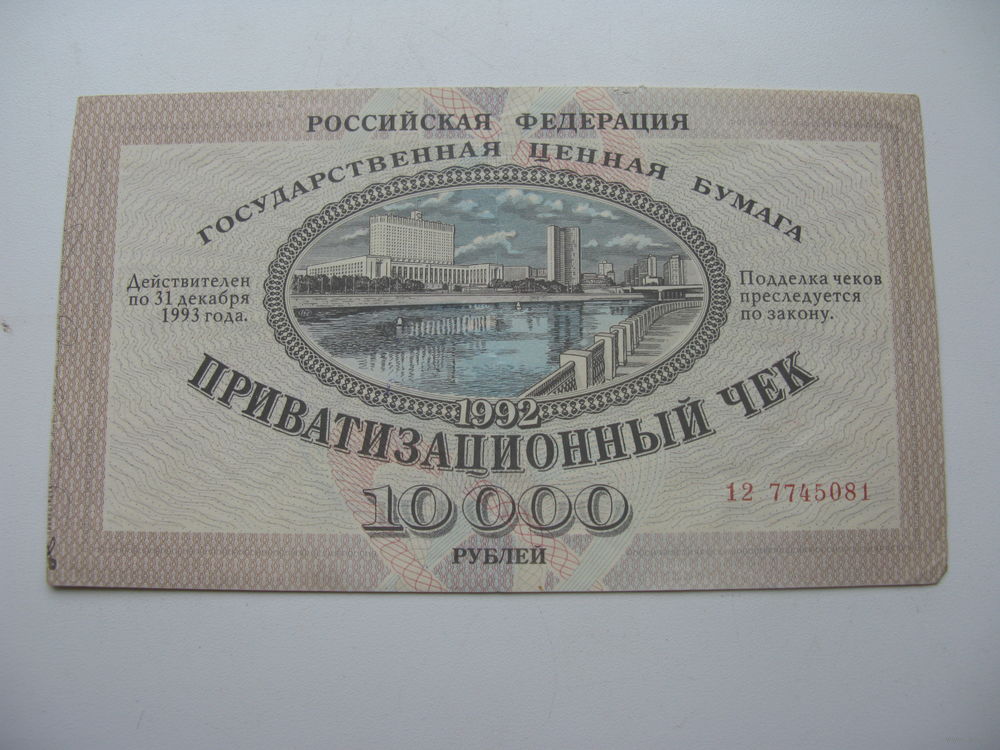 РОССИЙСКАЯ ФЕДЕРАЦИЯ
ГОСУДАРСТВЕННАЯ ЦЕННАЯ БУМАГА
Действителен
по 31 декабря
1993 года.
Подделка чеков
преследуется
по закону.
1992
ПРИВАТИЗАЦИОННЫЙ ЧЕК
12 7745081
10 000
РУБЛЕЙ